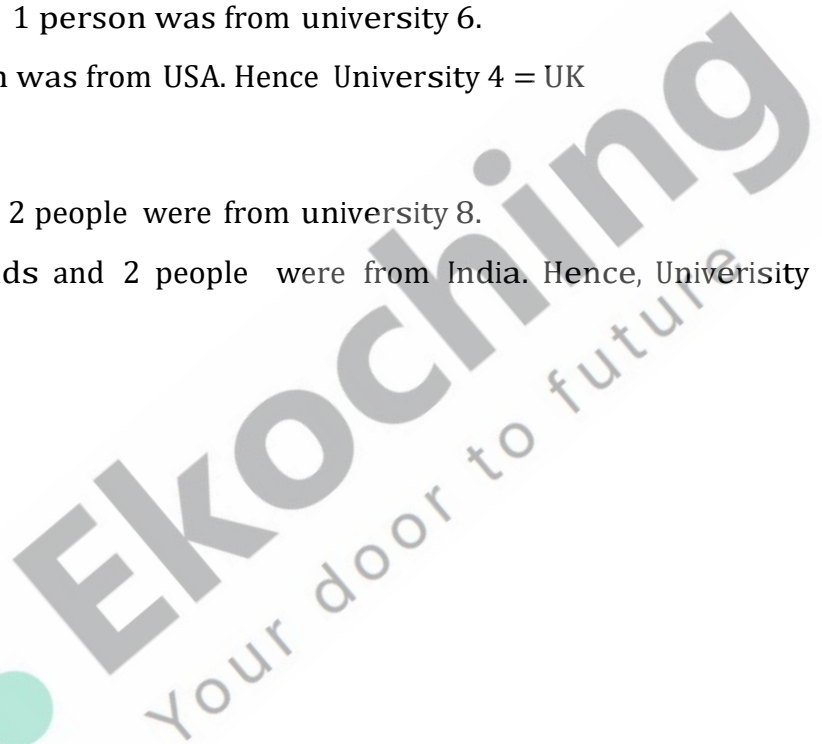 1 person was from university 6.
n was from USA. Hence University 4 = UK
2 people were from university 8.
ds and 2 people were from India. Hence, Univerisity
Ekoching
Your door to future